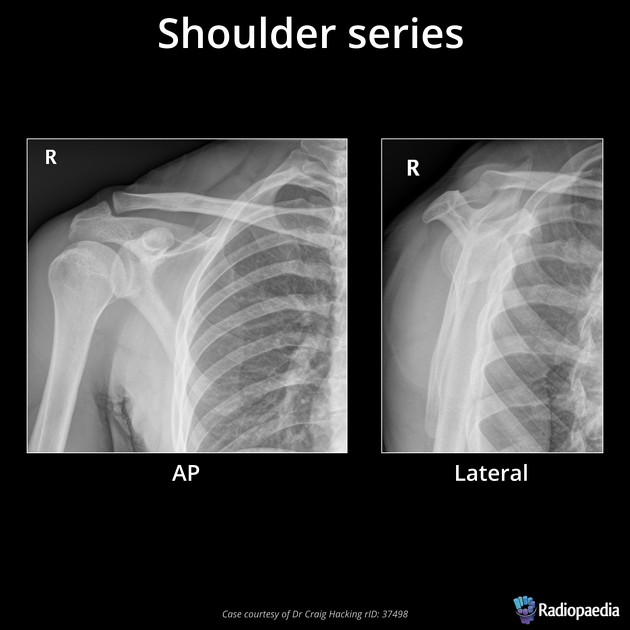 Shoulder series
R
R
AP
Lateral
Case courtesy of Dr Craig Hacking rID: 37498
Radiopaedia